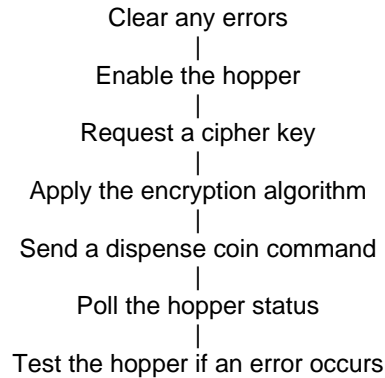 Clear any errors
Enable the hopper
Request a cipher key
Apply the encryption algorithm
Send a dispense coin command
Poll the hopper status
Test the hopper if an error occurs